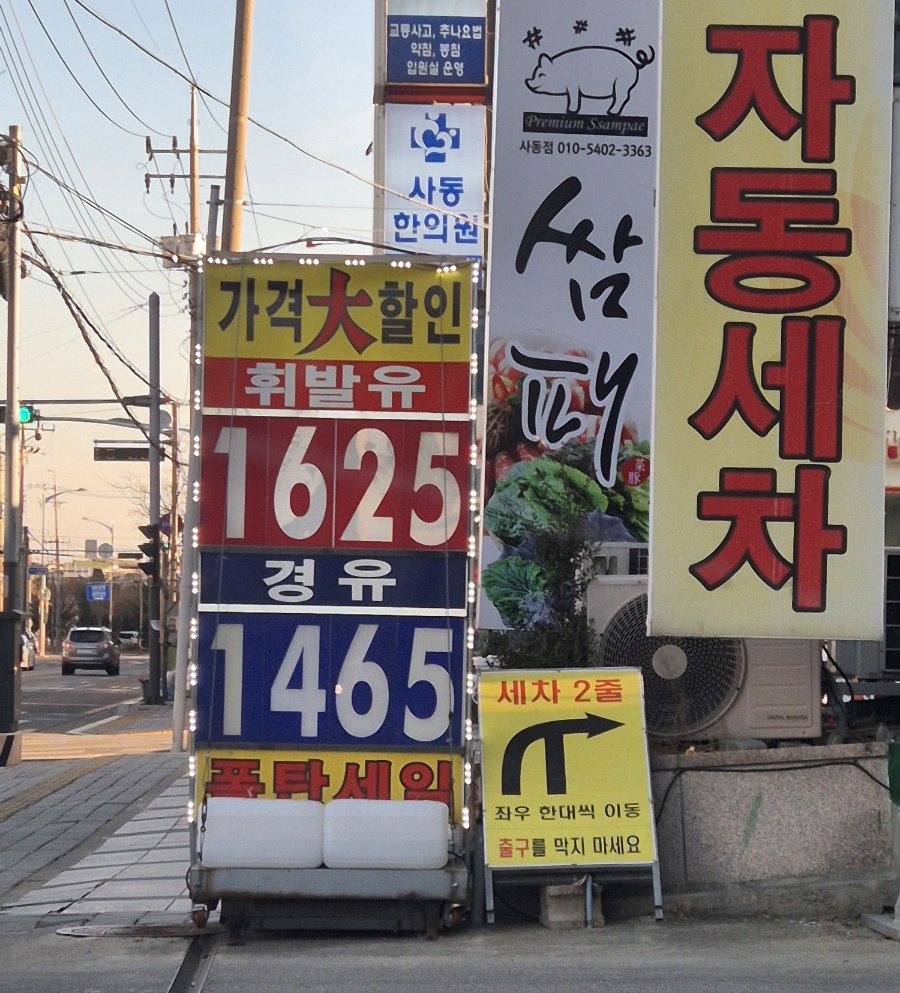 교통사고, 추나요법
약침, 봉침
입원실 운영
사동
한의원
Premium Ssampae
사동점 010-5402-3363
쌈
패
菜
豚
자
동
세
차
가격大할인
휘발유
1625
경유
1465
폭탄세일
세차 2줄
좌우 한대씩 이동
출구를 막지 마세요